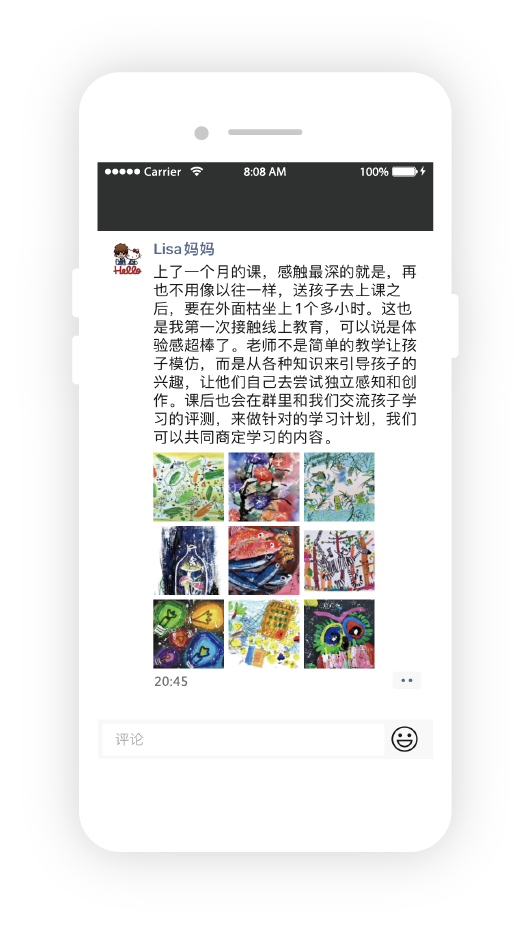 ●●●●● Carrier 8:08 AM 100%
Lisa妈妈
Hello
上了一个月的课，感触最深的就是，再
也不用像以往一样，送孩子去上课之
后，要在外面枯坐上1个多小时。这也
是我第一次接触线上教育，可以说是体
验感超棒了。老师不是简单的教学让孩
子模仿，而是从各种知识来引导孩子的
兴趣，让他们自己去尝试独立感知和创
作。课后也会在群里和我们交流孩子学
习的评测，来做针对的学习计划，我们
可以共同商定学习的内容。
20:45
评论